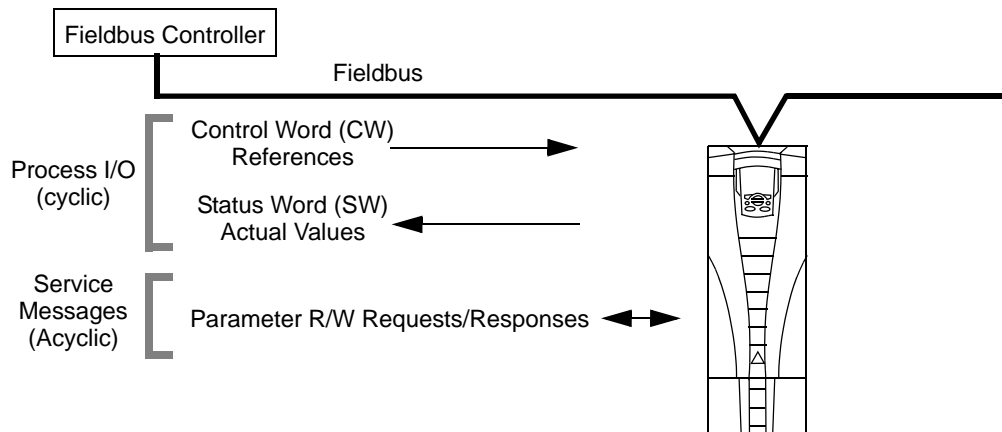 Fieldbus Controller
Fieldbus
Process I/O
(cyclic)
Control Word (CW)
References
Status Word (SW)
Actual Values
Service
Messages
(Acyclic)
Parameter R/W Requests/Responses